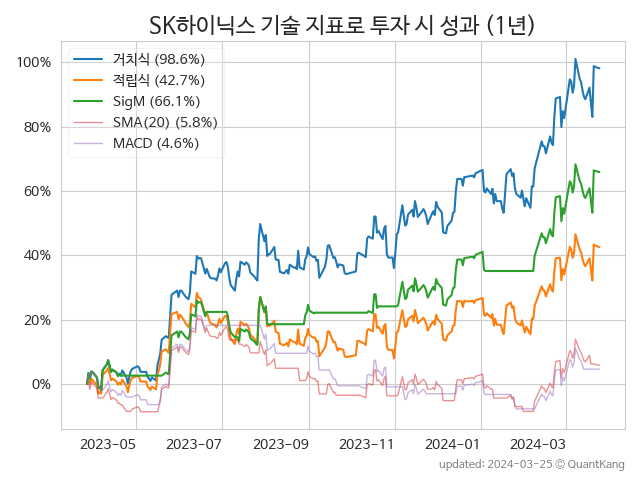 SK하이닉스 기술 지표로 투자 시 성과 (1년)
거치식 (98.6%)
적립식 (42.7%)
SigM (66.1%)
SMA(20) (5.8%)
MACD (4.6%)
100%
80%
60%
40%
20%
0%
2023-05 2023-07 2023-09 2023-11 2024-01 2024-03
updated: 2024-03-25 © QuantKang